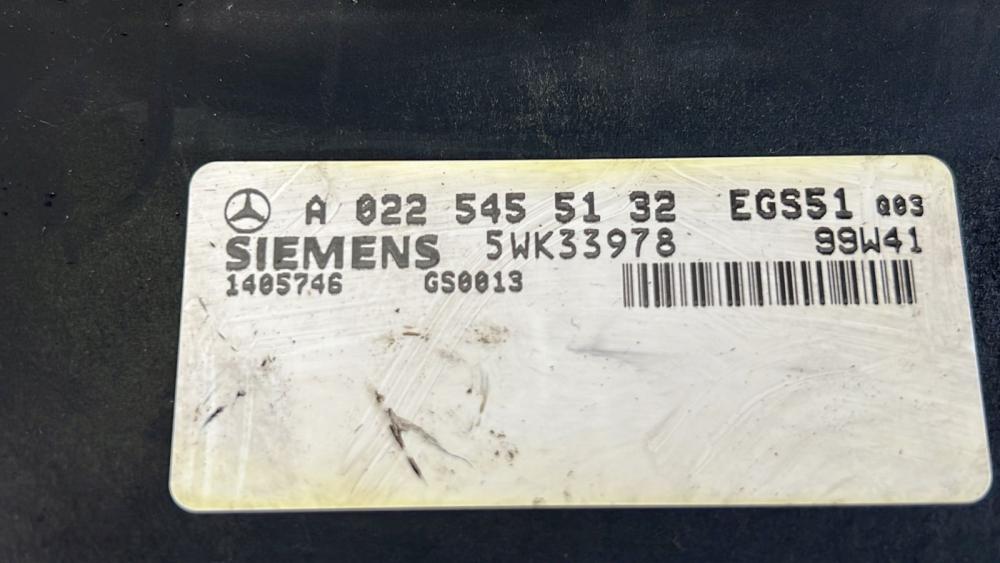 A 022 545 51 32 EGS51 Q03
SIEMENS 5WK33978 99W41
1405746 GS0013